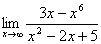 lim x→∞ (3x − x⁶)/(x² − 2x + 5)